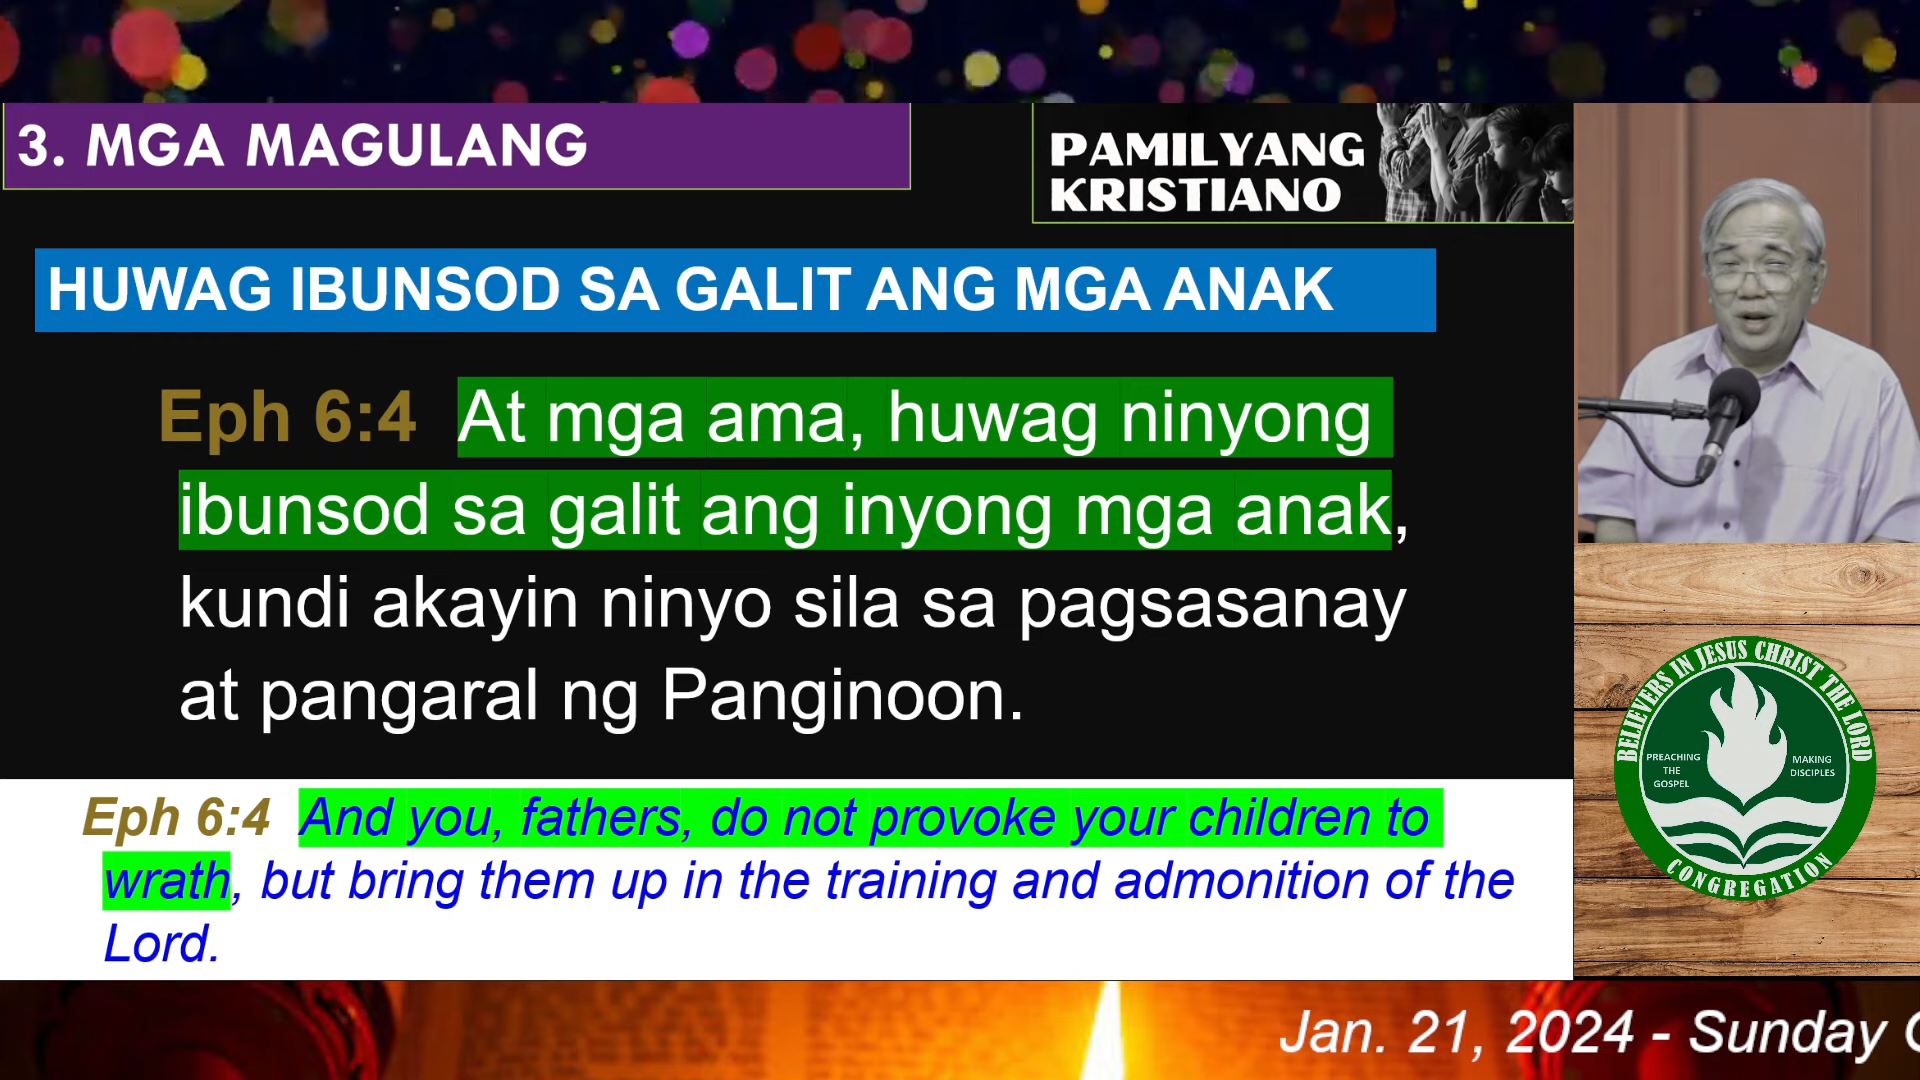 3. MGA MAGULANG
PAMILYANG
KRISTIANO
HUWAG IBUNSOD SA GALIT ANG MGA ANAK
Eph 6:4 At mga ama, huwag ninyong
ibunsod sa galit ang inyong mga anak,
kundi akayin ninyo sila sa pagsasanay
at pangaral ng Panginoon.
Eph 6:4 And you, fathers, do not provoke your children to
wrath, but bring them up in the training and admonition of the
Lord.
BELIEVERS IN JESUS CHRIST THE LORD
PREACHING
THE
GOSPEL
MAKING
DISCIPLES
CONGREGATION
Jan. 21, 2024 - Sunday